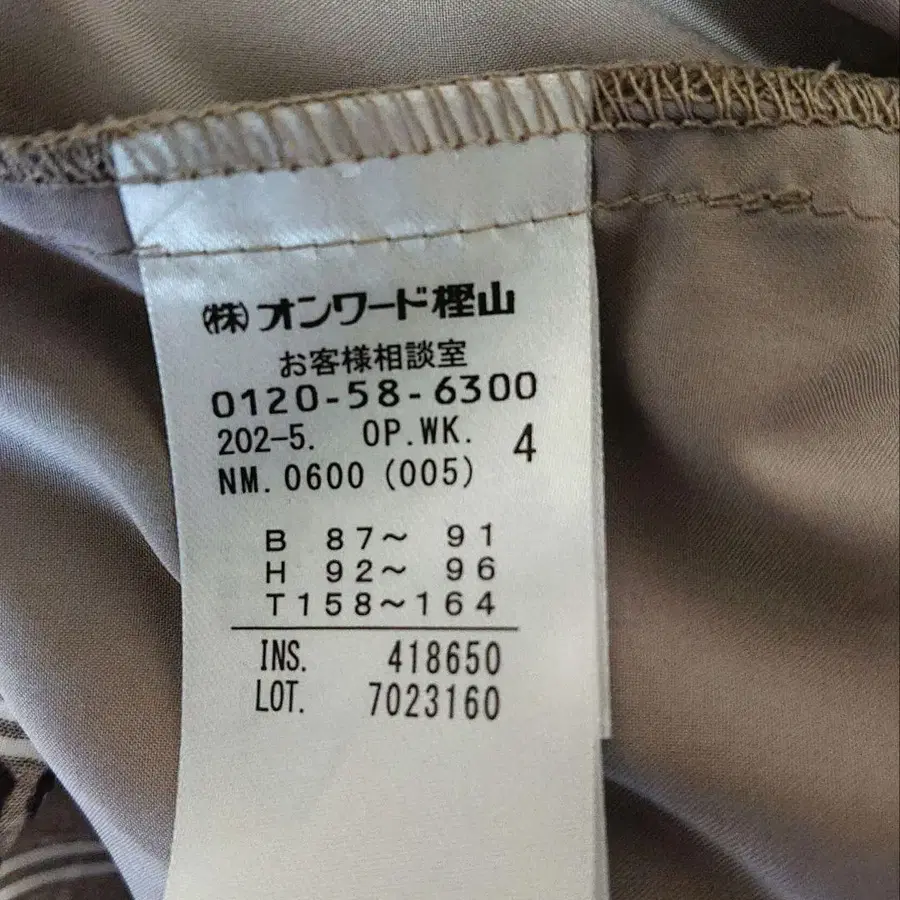 ㈱オンワード樫山
お客様相談室
0120-58-6300
202-5. OP.WK. 4
NM. 0600 (005)
B 87～ 91
H 92～ 96
T158～164
INS. 418650
LOT. 7023160